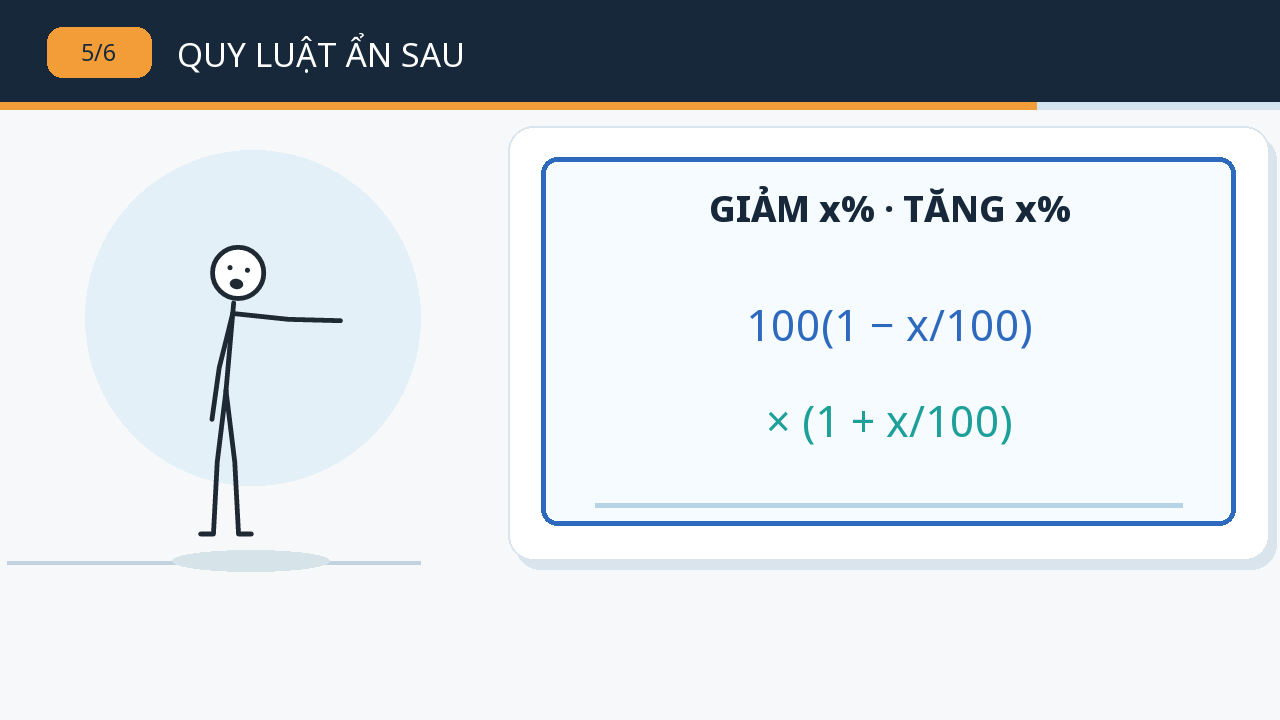 5/6
QUY LUẬT ẨN SAU
GIẢM x% · TĂNG x%
100(1 − x/100)
× (1 + x/100)